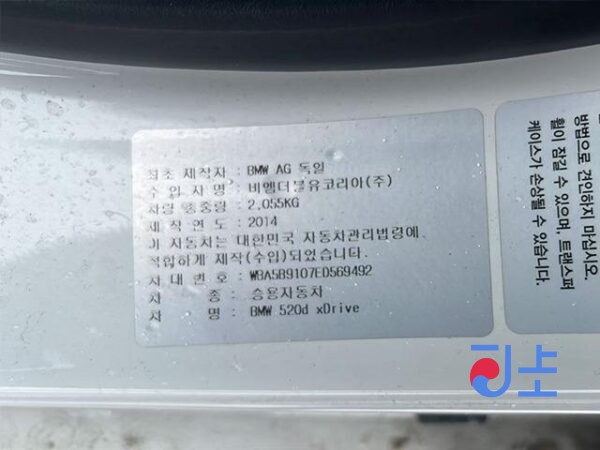 최초 제작자 : BMW AG 독일
수 입 사 명 : 비엠더블유코리아(주)
차량 총중량 : 2.055KG
제 작 연 도 : 2014
이 자동차는 대한민국 자동차관리법령에
적합하게 제작(수입)되었습니다.
차 대 번 호 : WBA5B9107ED569492
차 종 : 승용자동차
차 명 : BMW 520d xDrive
방법으로 견인하지 마십시오.
휠이 잠길 수 있으며, 트랜스퍼
케이스가 손상될 수 있습니다.